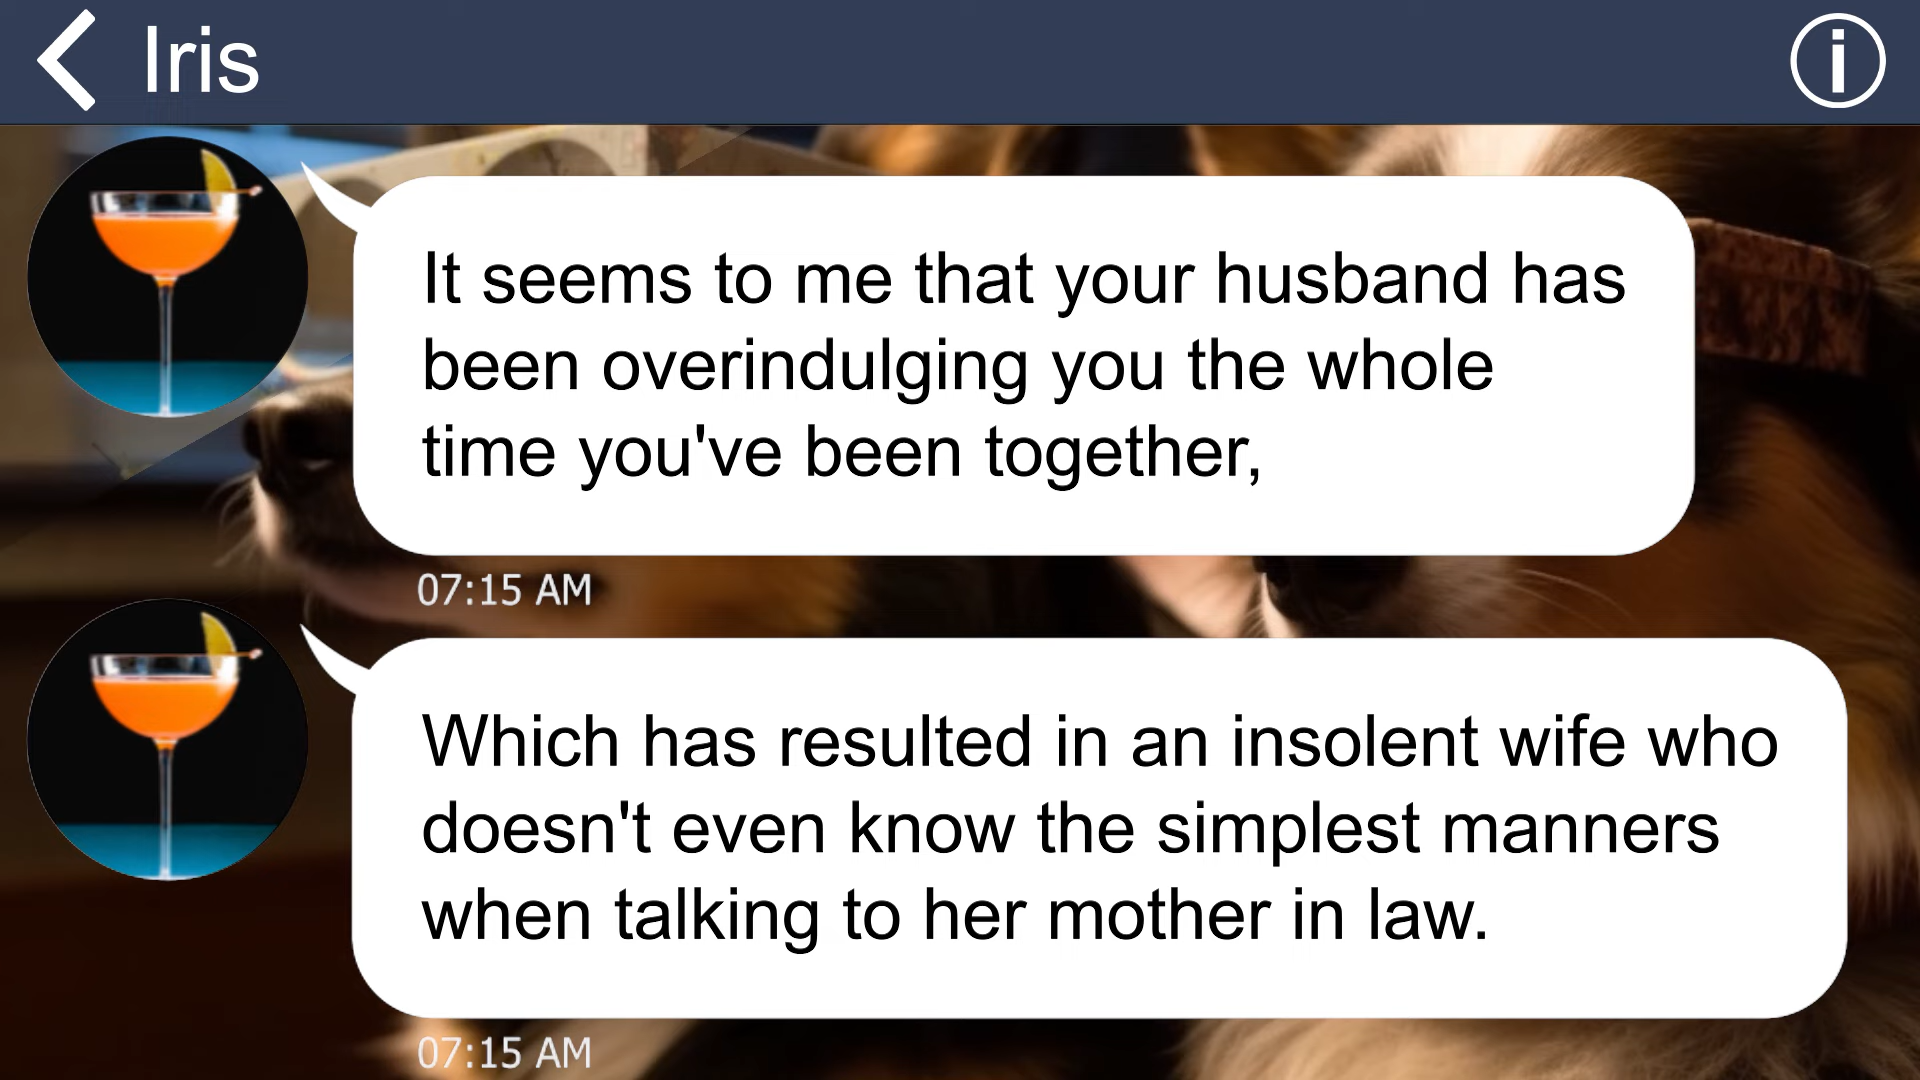 Iris
It seems to me that your husband has
been overindulging you the whole
time you've been together,
07:15 AM
Which has resulted in an insolent wife who
doesn't even know the simplest manners
when talking to her mother in law.
07:15 AM